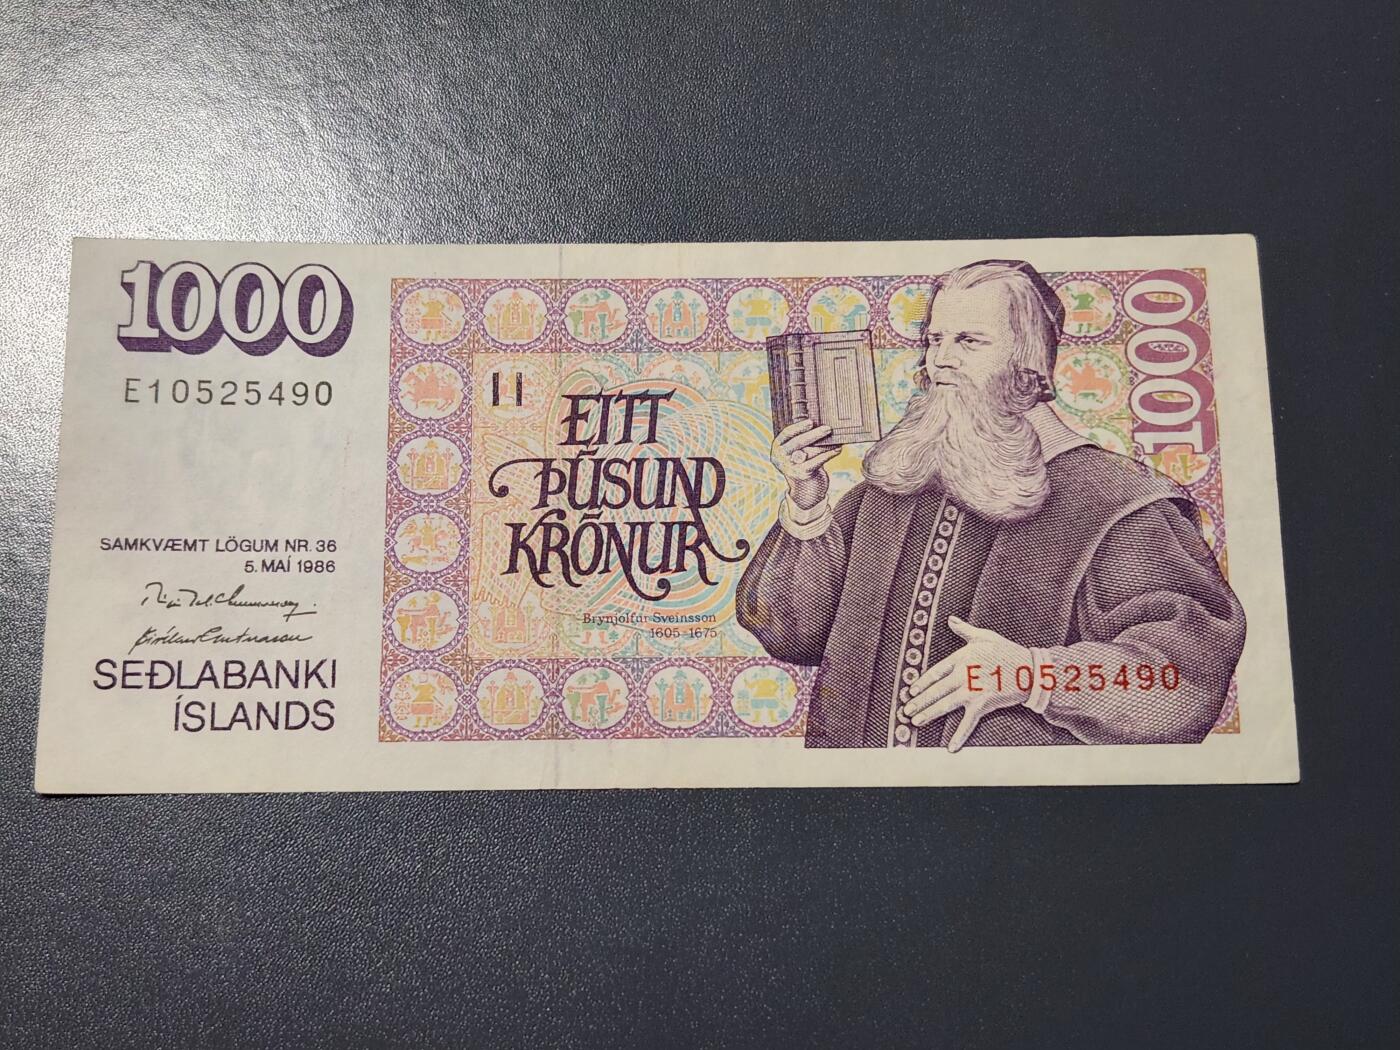 1000
E10525490
SAMKVÆMT LÖGUM NR. 36
5. MAÍ 1986
SEÐLABANKI
ÍSLANDS
EITT
ÞÚSUND
KRÓNUR
Brynjólfur Sveinsson
1605-1675
1000
E10525490